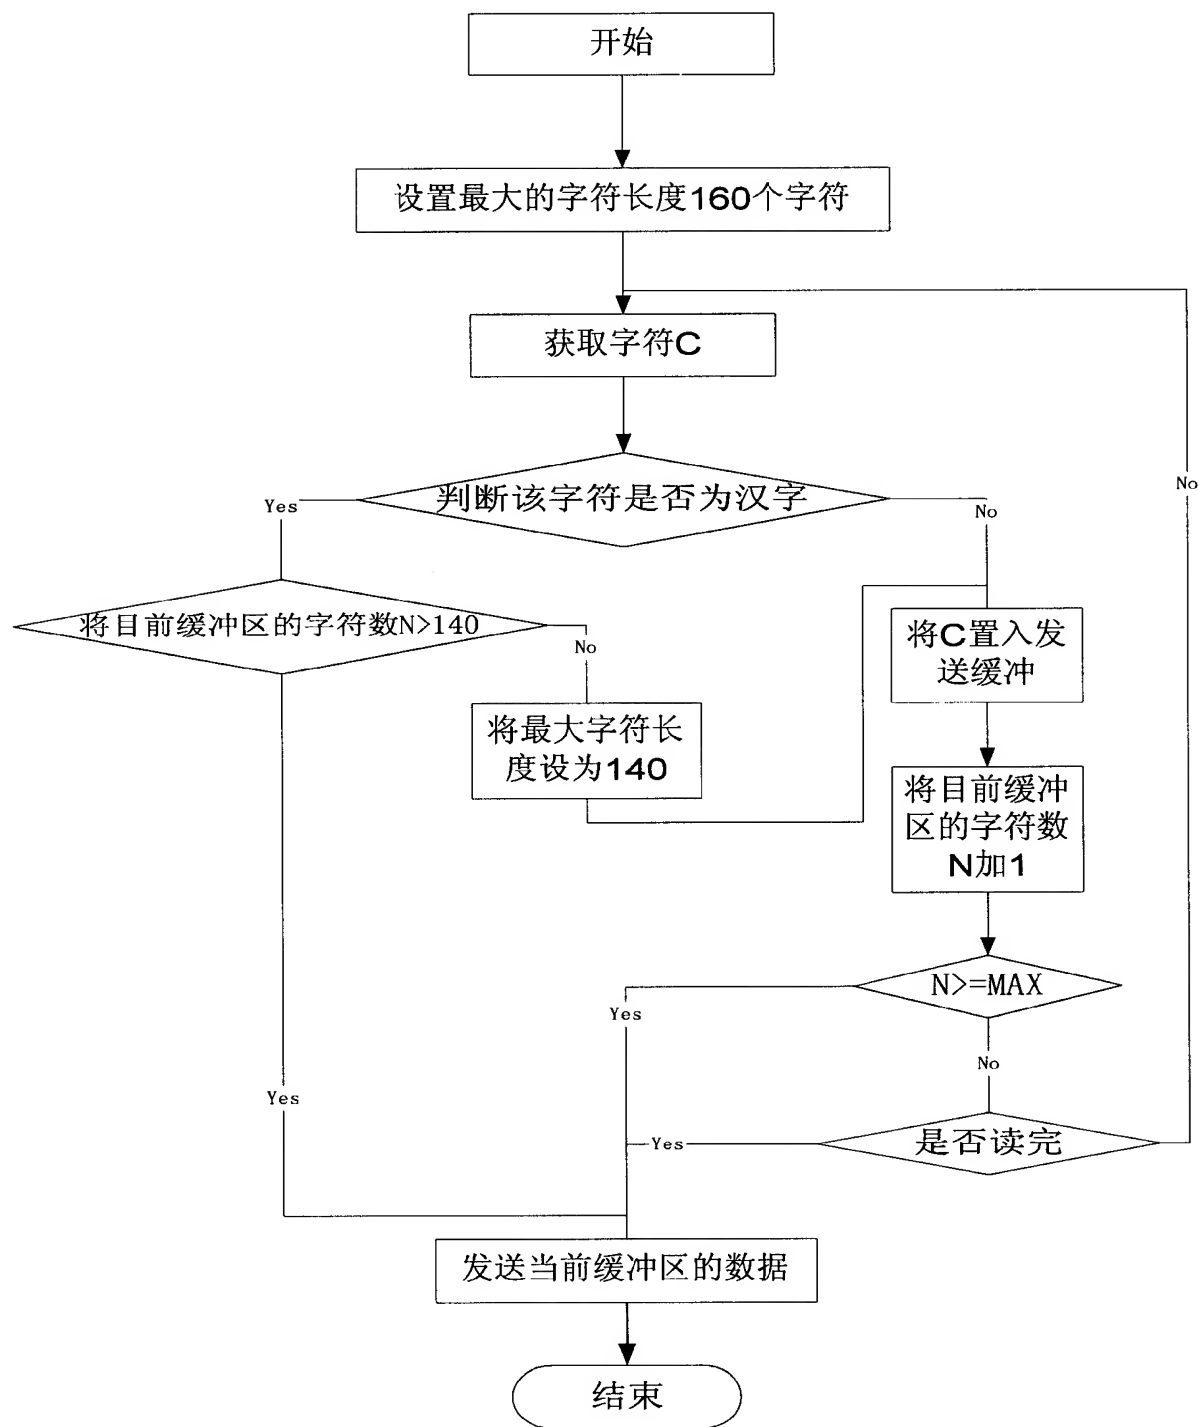 开始
设置最大的字符长度160个字符
获取字符C
判断该字符是否为汉字
Yes
No
No
将目前缓冲区的字符数N>140
No
将C置入发
送缓冲
将最大字符长
度设为140
将目前缓冲
区的字符数
N加1
N>=MAX
Yes
No
Yes
Yes
是否读完
发送当前缓冲区的数据
结束